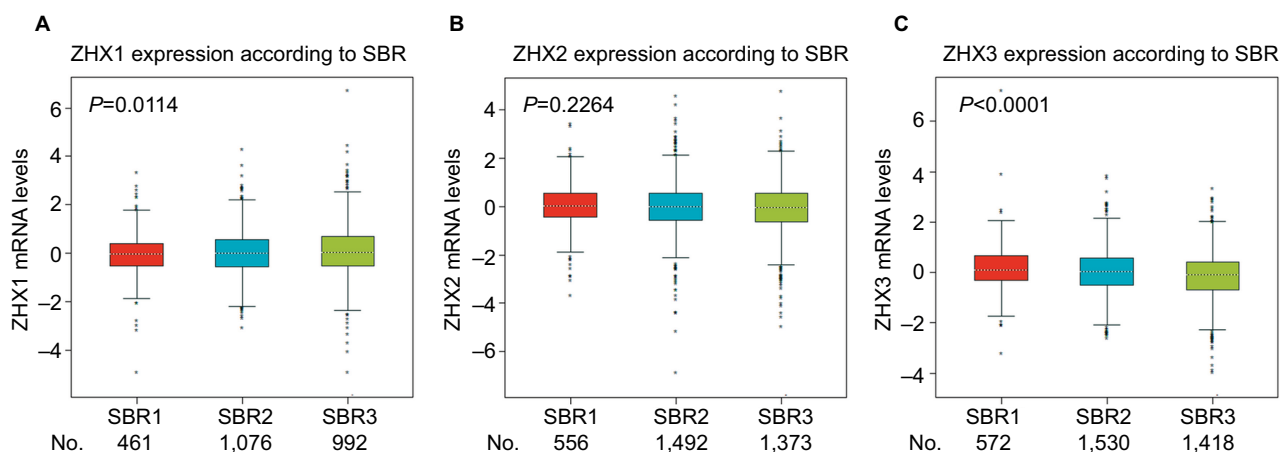 A
ZHX1 expression according to SBR
P=0.0114
ZHX1 mRNA levels
6
4
2
0
–2
–4
SBR1 SBR2 SBR3
No. 461 1,076 992
B
ZHX2 expression according to SBR
P=0.2264
ZHX2 mRNA levels
4
2
0
–2
–4
–6
SBR1 SBR2 SBR3
No. 556 1,492 1,373
C
ZHX3 expression according to SBR
P<0.0001
ZHX3 mRNA levels
6
4
2
0
–2
–4
SBR1 SBR2 SBR3
No. 572 1,530 1,418